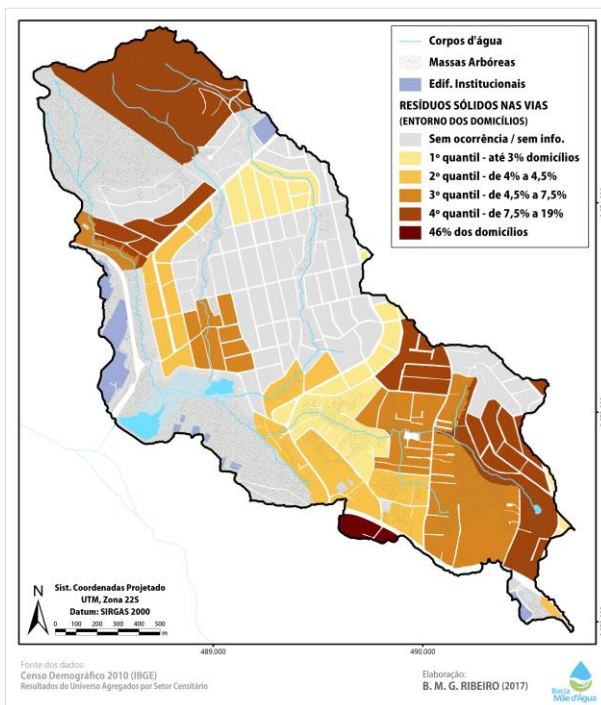 Corpos d'água
Massas Arbóreas
Edif. Institucionais
RESÍDUOS SÓLIDOS NAS VIAS
(ENTORNO DOS DOMICÍLIOS)
Sem ocorrência / sem info.
1º quantil - até 3% domicílios
2º quantil - de 4% a 4,5%
3º quantil - de 4,5% a 7,5%
4º quantil - de 7,5% a 19%
46% dos domicílios
N
Sist. Coordenadas Projetado
UTM, Zona 22S
Datum: SIRGAS 2000
0 100 200 300 400 500
m
489.000 490.000
Fonte dos dados:
Censo Demográfico 2010 (IBGE)
Resultados do Universo Agregados por Setor Censitário
Elaboração:
B. M. G. RIBEIRO (2017)
Bacia
Mãe d'Água